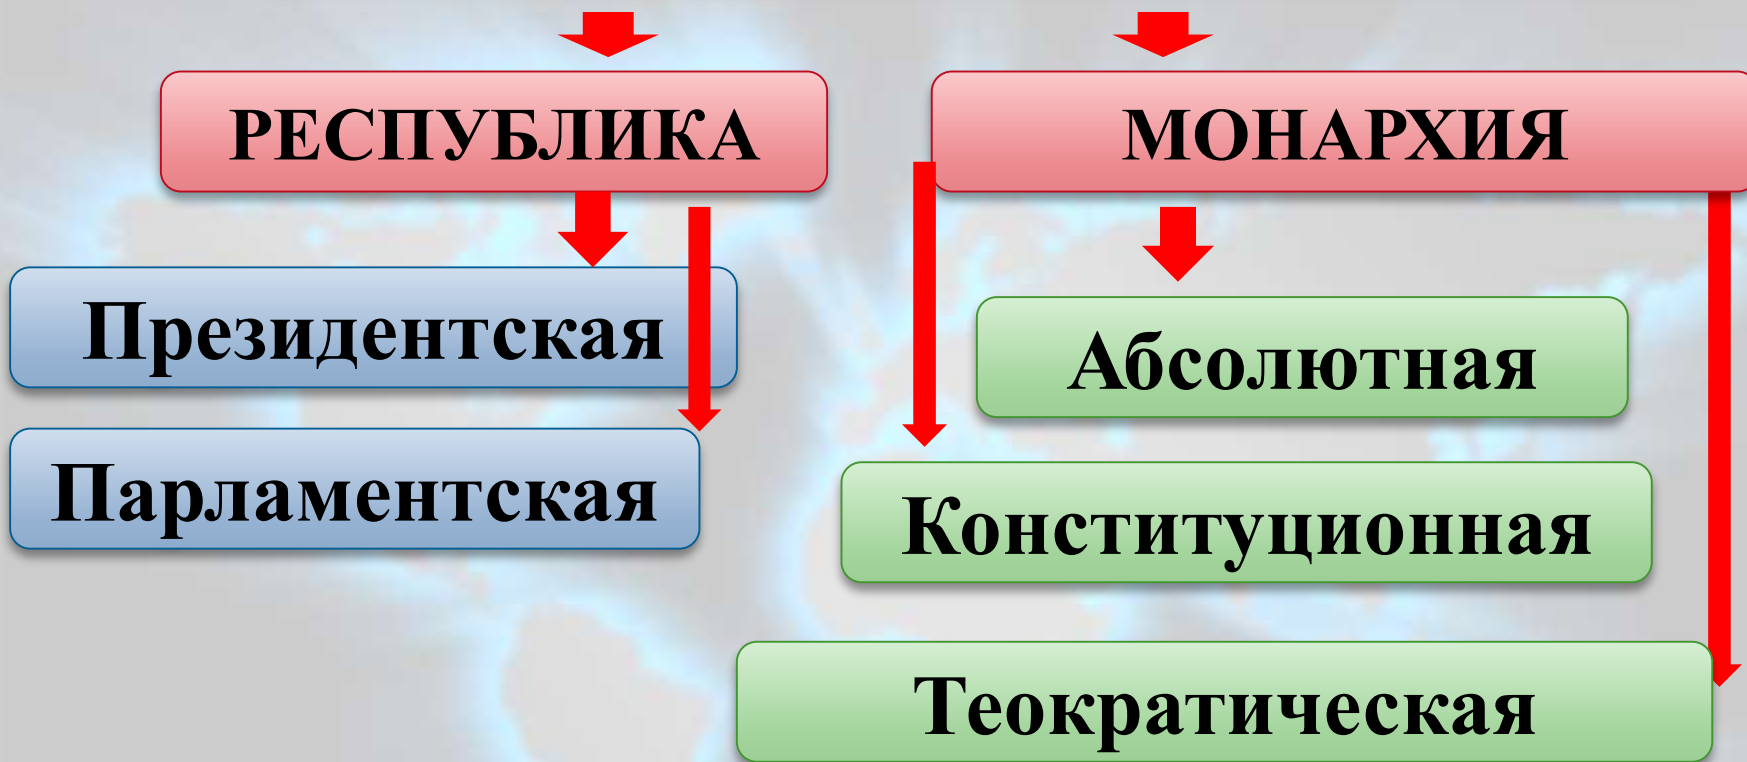 РЕСПУБЛИКА
МОНАРХИЯ
Президентская
Абсолютная
Парламентская
Конституционная
Теократическая